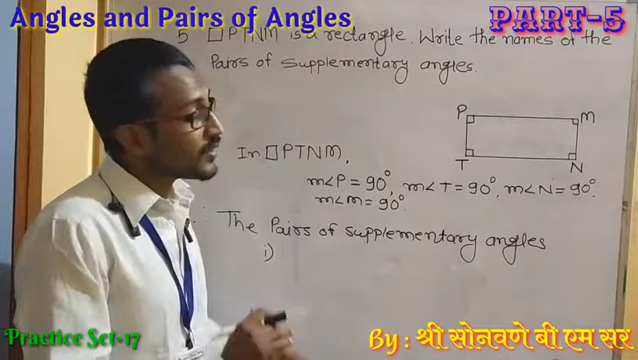 Angles and Pairs of Angles
PART-5
5 □PTNM is a rectangle. Write the names of the
Pairs of supplementary angles.
P M
T N
In □PTNM,
m∠P = 90°, m∠T = 90°, m∠N = 90°.
m∠M = 90°.
∴ The Pairs of supplementary angles
i)
Practice Set-17
By : श्री सोनवणे बी एम सर